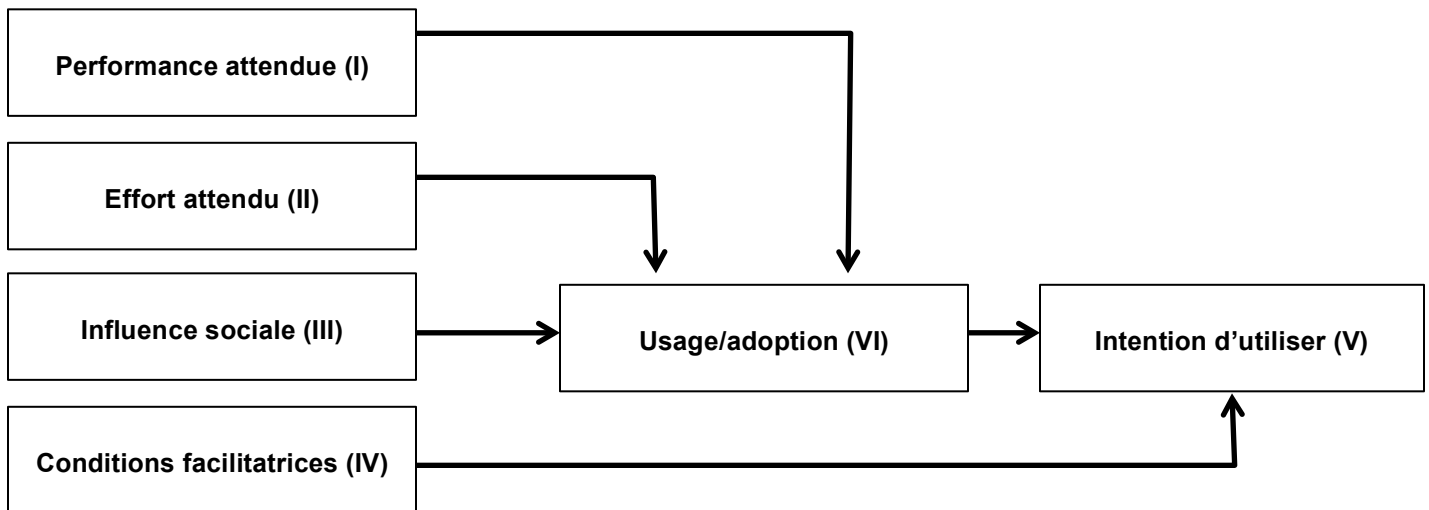 Performance attendue (I)
Effort attendu (II)
Influence sociale (III)
Usage/adoption (VI)
Intention d’utiliser (V)
Conditions facilitatrices (IV)